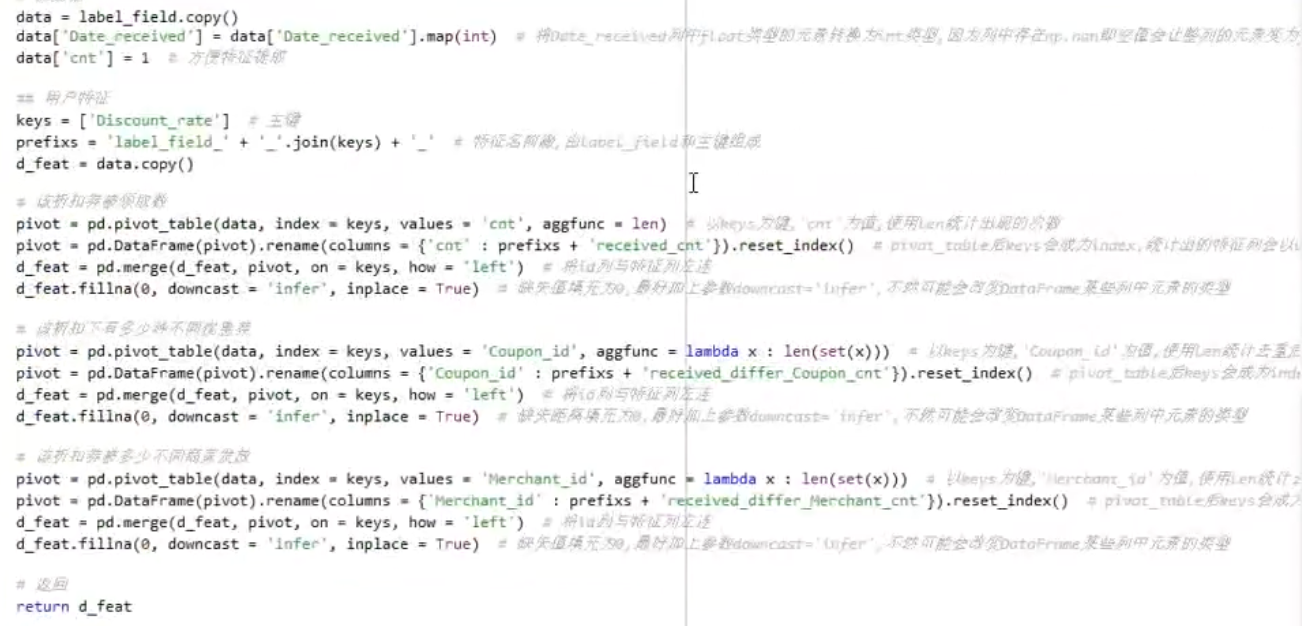 data = label_field.copy()
data['Date_received'] = data['Date_received'].map(int)  # 将Date_received列中float类型的元素转换为int类型,因为列中存在np.nan即空值会让整列的元素变为
data['cnt'] = 1  # 方便特征提取
## 用户特征
keys = ['Discount_rate']  # 主键
prefixs = 'label_field_' + '_'.join(keys) + '_'  # 特征名前缀,由label_field和主键组成
d_feat = data.copy()
# 该折扣券被领取数
pivot = pd.pivot_table(data, index = keys, values = 'cnt', aggfunc = len)  # 以keys为键,'cnt'为值,使用len统计出现的次数
pivot = pd.DataFrame(pivot).rename(columns = {'cnt' : prefixs + 'received_cnt'}).reset_index()  # pivot_table后keys会成为index,统计出的特征列会以
d_feat = pd.merge(d_feat, pivot, on = keys, how = 'left')  # 将id列与特征列左连
d_feat.fillna(0, downcast = 'infer', inplace = True)  # 缺失值填充为0,最好加上参数downcast='infer',不然可能会改变DataFrame某些列中元素的类型
# 该折扣下有多少种不同优惠券
pivot = pd.pivot_table(data, index = keys, values = 'Coupon_id', aggfunc = lambda x : len(set(x)))  # 以keys为键,'Coupon_id'为值,使用len统计去重后
pivot = pd.DataFrame(pivot).rename(columns = {'Coupon_id' : prefixs + 'received_differ_Coupon_cnt'}).reset_index()  # pivot_table后keys会成为inde
d_feat = pd.merge(d_feat, pivot, on = keys, how = 'left')  # 将id列与特征列左连
d_feat.fillna(0, downcast = 'infer', inplace = True)  # 缺失距离填充为0,最好加上参数downcast='infer',不然可能会改变DataFrame某些列中元素的类型
# 该折扣券被多少不同商家发放
pivot = pd.pivot_table(data, index = keys, values = 'Merchant_id', aggfunc = lambda x : len(set(x)))  # 以keys为键,'Merchant_id'为值,使用len统计
pivot = pd.DataFrame(pivot).rename(columns = {'Merchant_id' : prefixs + 'received_differ_Merchant_cnt'}).reset_index()  # pivot_table后keys会成为
d_feat = pd.merge(d_feat, pivot, on = keys, how = 'left')  # 将id列与特征列左连
d_feat.fillna(0, downcast = 'infer', inplace = True)  # 缺失值填充为0,最好加上参数downcast='infer',不然可能会改变DataFrame某些列中元素的类型
# 返回
return d_feat